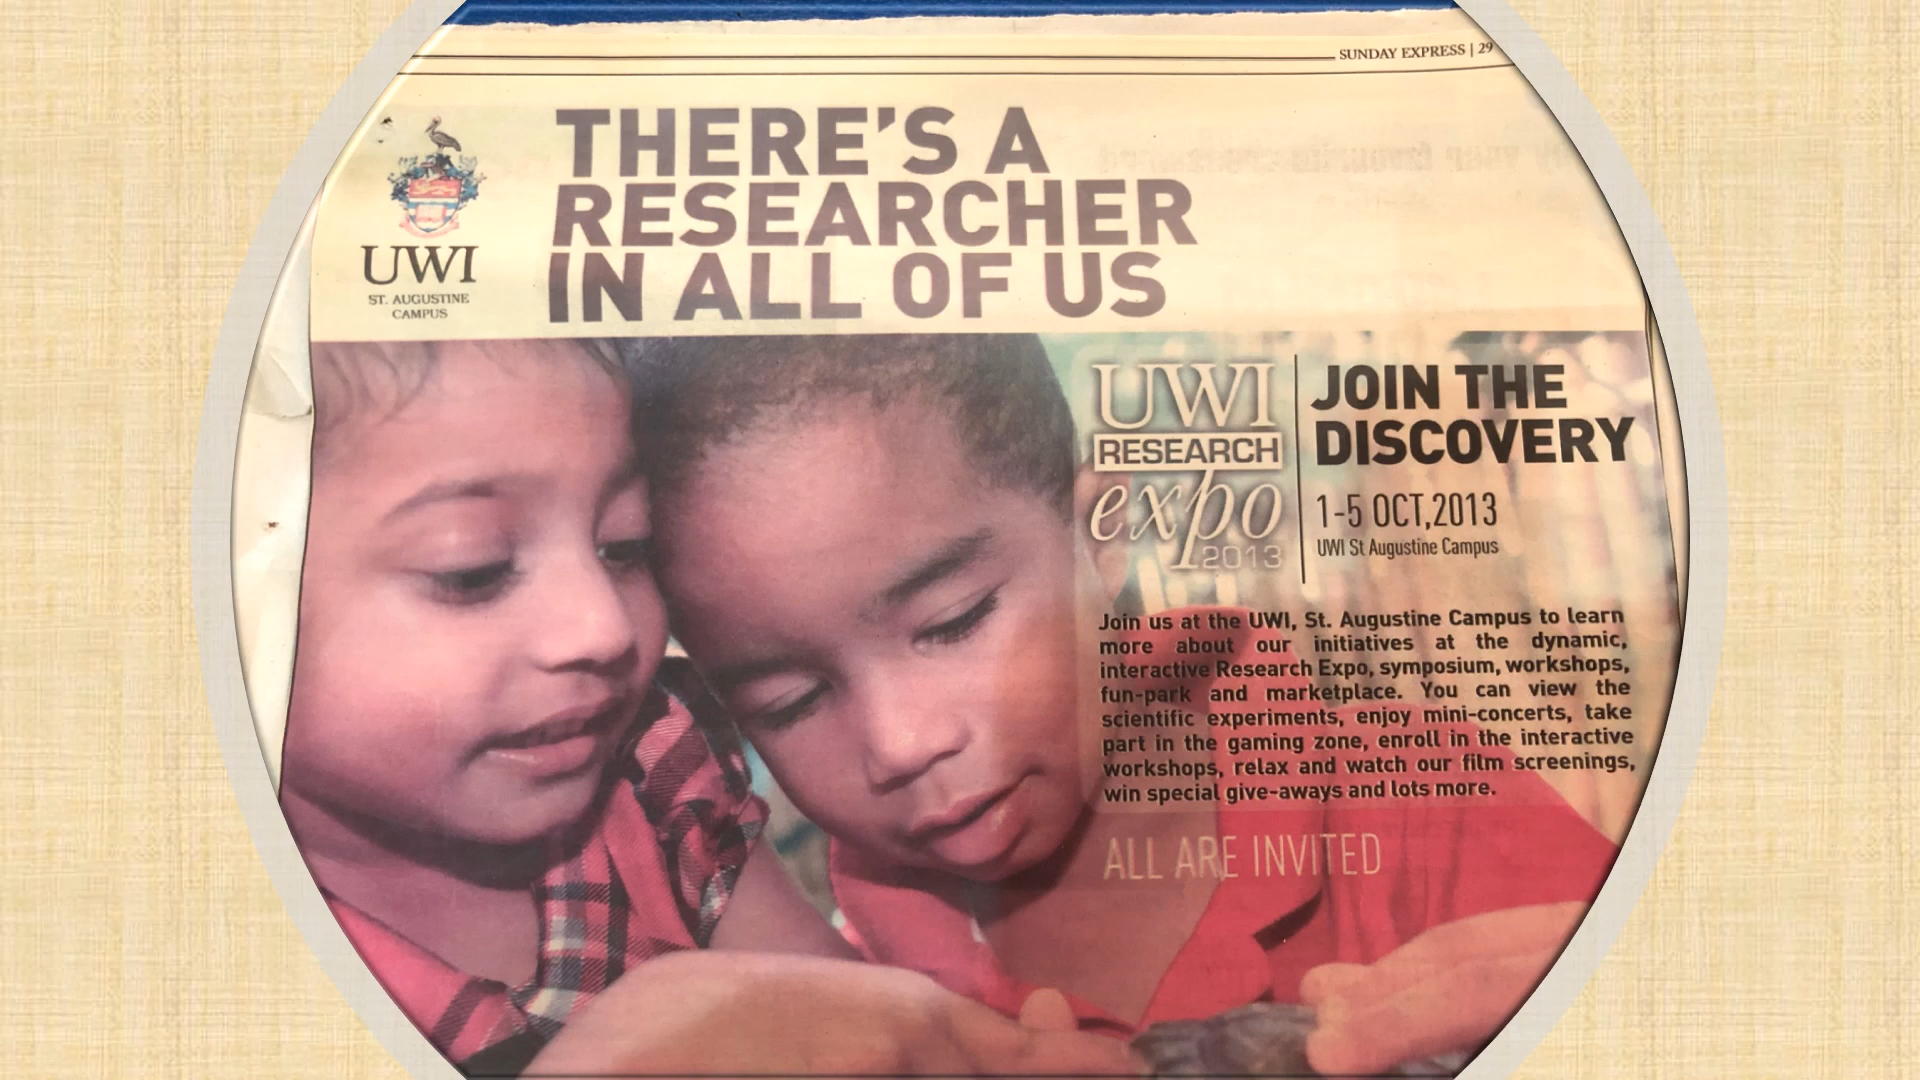 SUNDAY EXPRESS | 29
UWI
ST. AUGUSTINE
CAMPUS
THERE'S A
RESEARCHER
IN ALL OF US
UWI
RESEARCH
expo
2013
JOIN THE
DISCOVERY
1-5 OCT,2013
UWI St Augustine Campus
Join us at the UWI, St. Augustine Campus to learn
more about our initiatives at the dynamic,
interactive Research Expo, symposium, workshops,
fun-park and marketplace. You can view the
scientific experiments, enjoy mini-concerts, take
part in the gaming zone, enroll in the interactive
workshops, relax and watch our film screenings,
win special give-aways and lots more.
ALL ARE INVITED